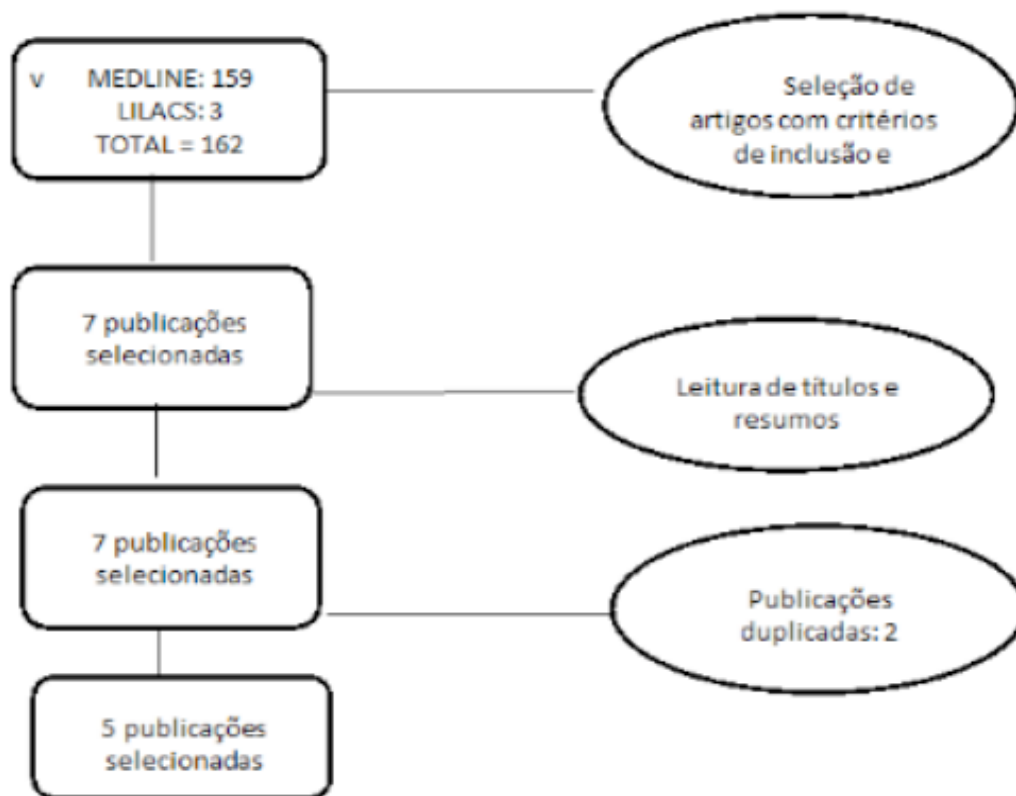 v MEDLINE: 159
LILACS: 3
TOTAL = 162
Seleção de
artigos com critérios
de inclusão e
7 publicações
selecionadas
Leitura de títulos e
resumos
7 publicações
selecionadas
Publicações
duplicadas: 2
5 publicações
selecionadas